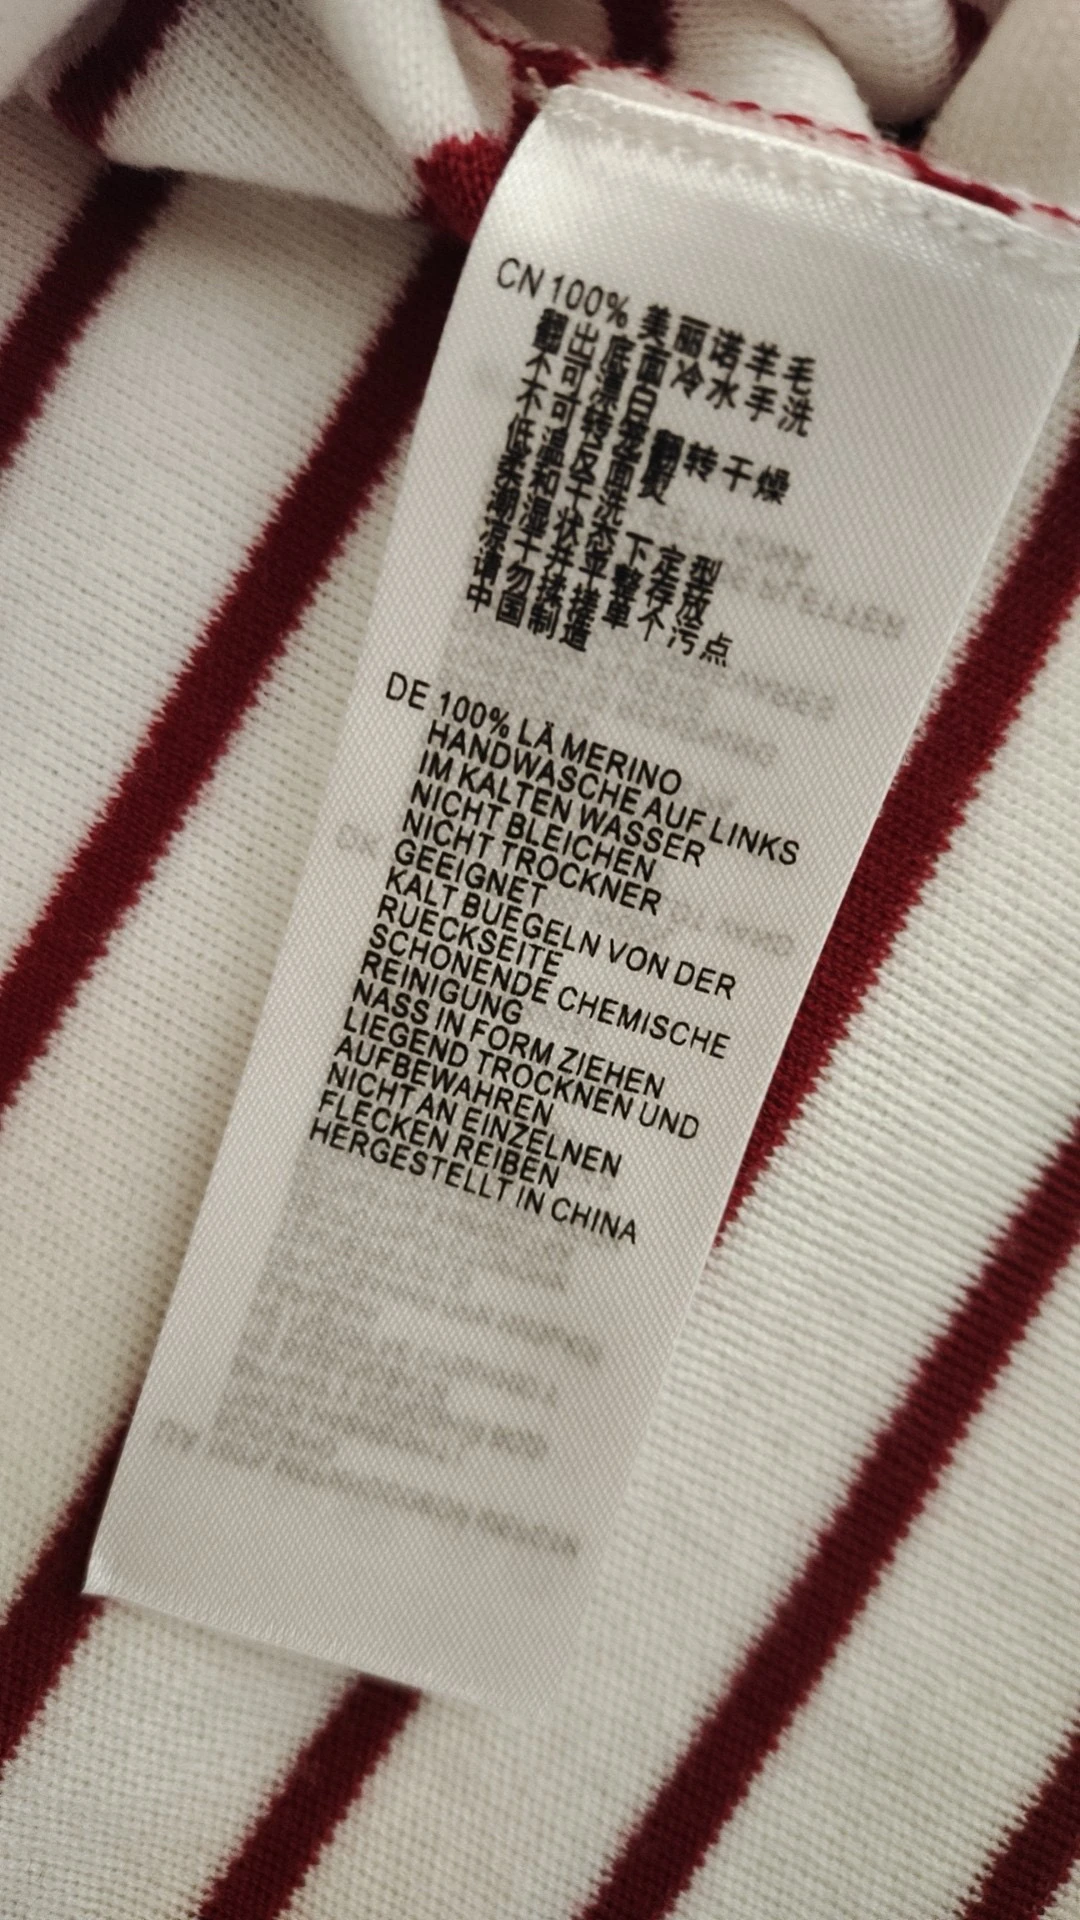 CN 100% 美丽诺羊毛
翻出底面冷水手洗
不可漂白
不可转笼翻转干燥
低温反面熨
柔和干洗
潮湿状态下定型
凉干并平整存放
请勿揉搓单个污点
中国制造
DE 100% LÄ MERINO
HANDWASCHE AUF LINKS
IM KALTEN WASSER
NICHT BLEICHEN
NICHT TROCKNER
GEEIGNET
KALT BUEGELN VON DER
RUECKSEITE
SCHONENDE CHEMISCHE
REINIGUNG
NASS IN FORM ZIEHEN
LIEGEND TROCKNEN UND
AUFBEWAHREN
NICHT AN EINZELNEN
FLECKEN REIBEN
HERGESTELLT IN CHINA